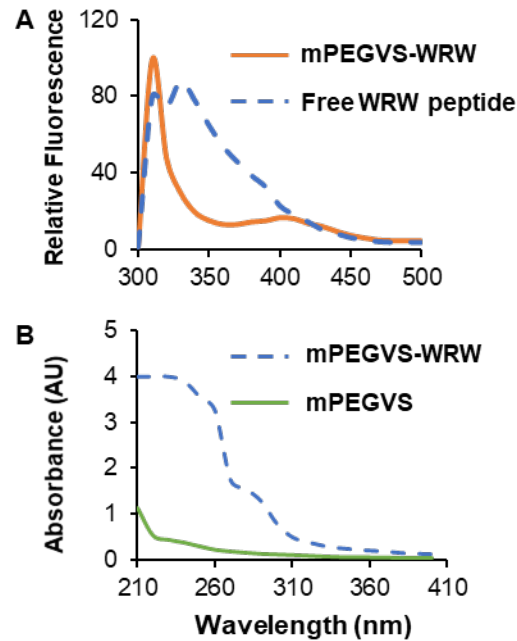 A
Relative Fluorescence
120
80
40
0
300
350
400
450
500
mPEGVS-WRW
Free WRW peptide
B
Absorbance (AU)
5
4
3
2
1
0
210
260
310
360
410
mPEGVS-WRW
mPEGVS
Wavelength (nm)